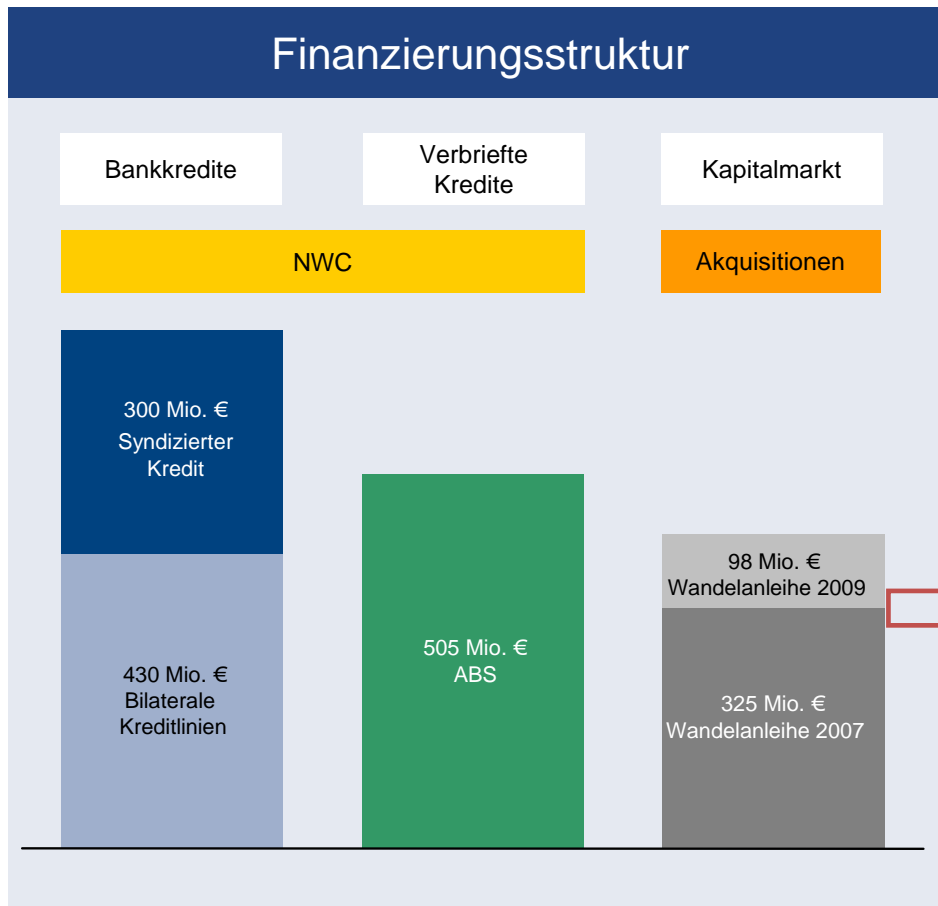 Finanzierungsstruktur
Bankkredite
Verbriefte
Kredite
Kapitalmarkt
NWC
Akquisitionen
300 Mio. €
Syndizierter
Kredit
430 Mio. €
Bilaterale
Kreditlinien
505 Mio. €
ABS
98 Mio. €
Wandelanleihe 2009
325 Mio. €
Wandelanleihe 2007